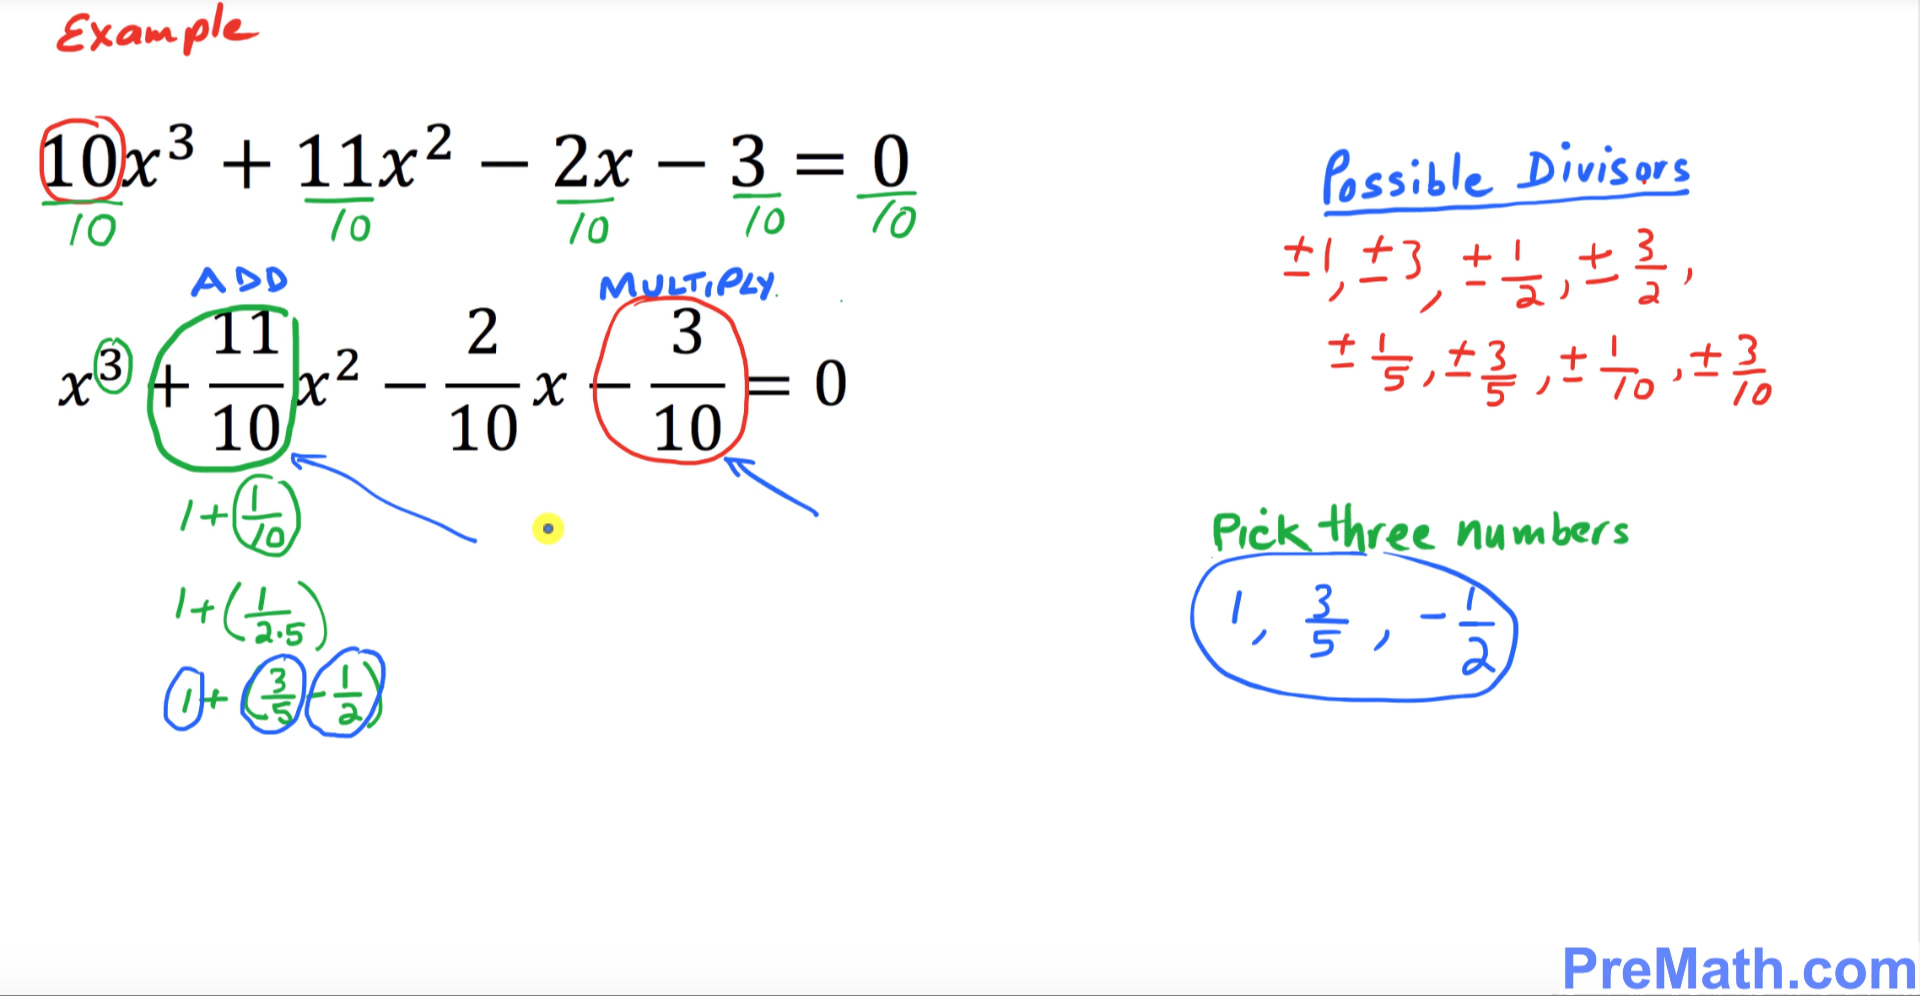 Example
10x³ + 11x² − 2x − 3 = 0
10 10 10 10 10
ADD MULTIPLY
x³ + 11/10 x² − 2/10 x − 3/10 = 0
1 + (1/10)
1 + (1/2·5)
1 + (3/5 − 1/2)
Possible Divisors
±1, ±3, ±1/2, ±3/2,
±1/5, ±3/5, ±1/10, ±3/10
Pick three numbers
1, 3/5, −1/2
PreMath.com